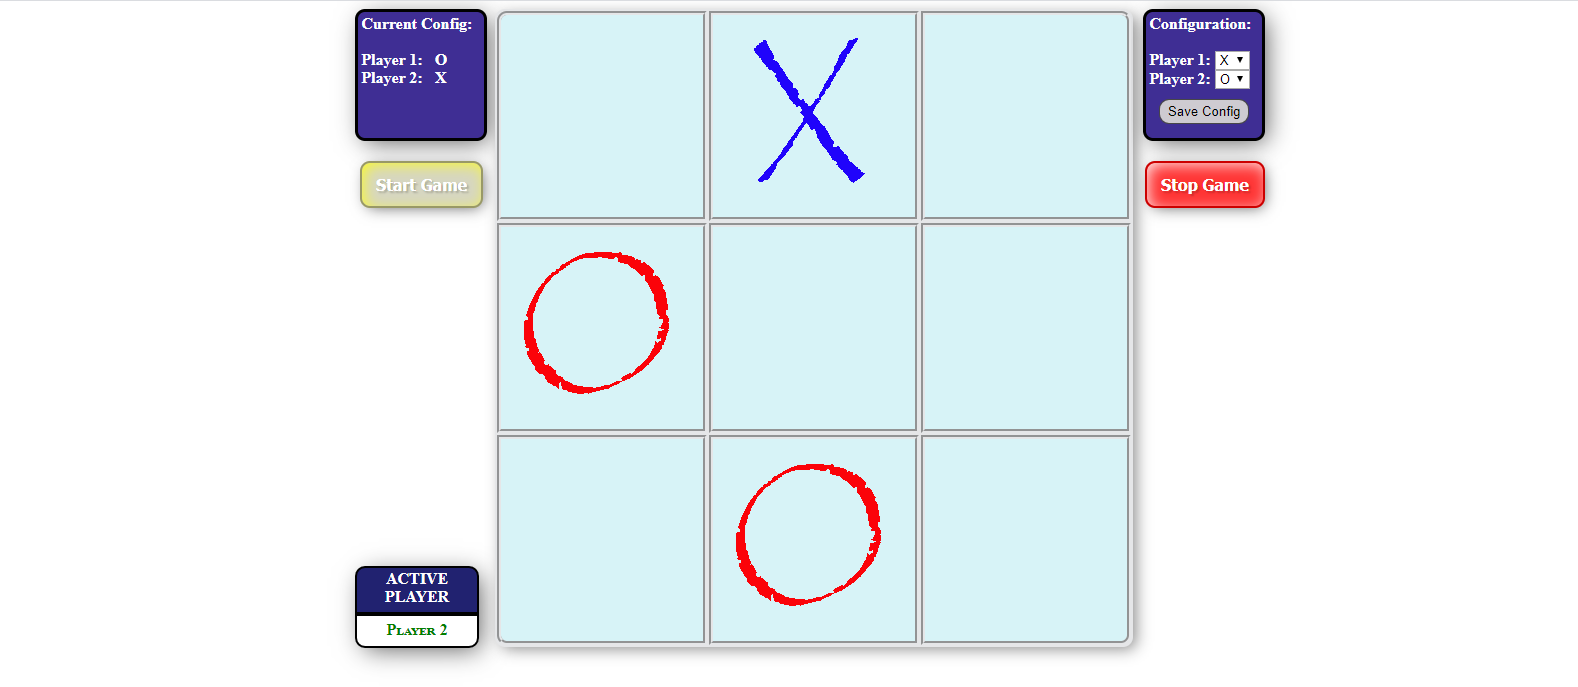 Current Config:
Player 1: O
Player 2: X
Start Game
X
O
O
ACTIVE
PLAYER
Player 2
Configuration:
Player 1: X
Player 2: O
Save Config
Stop Game